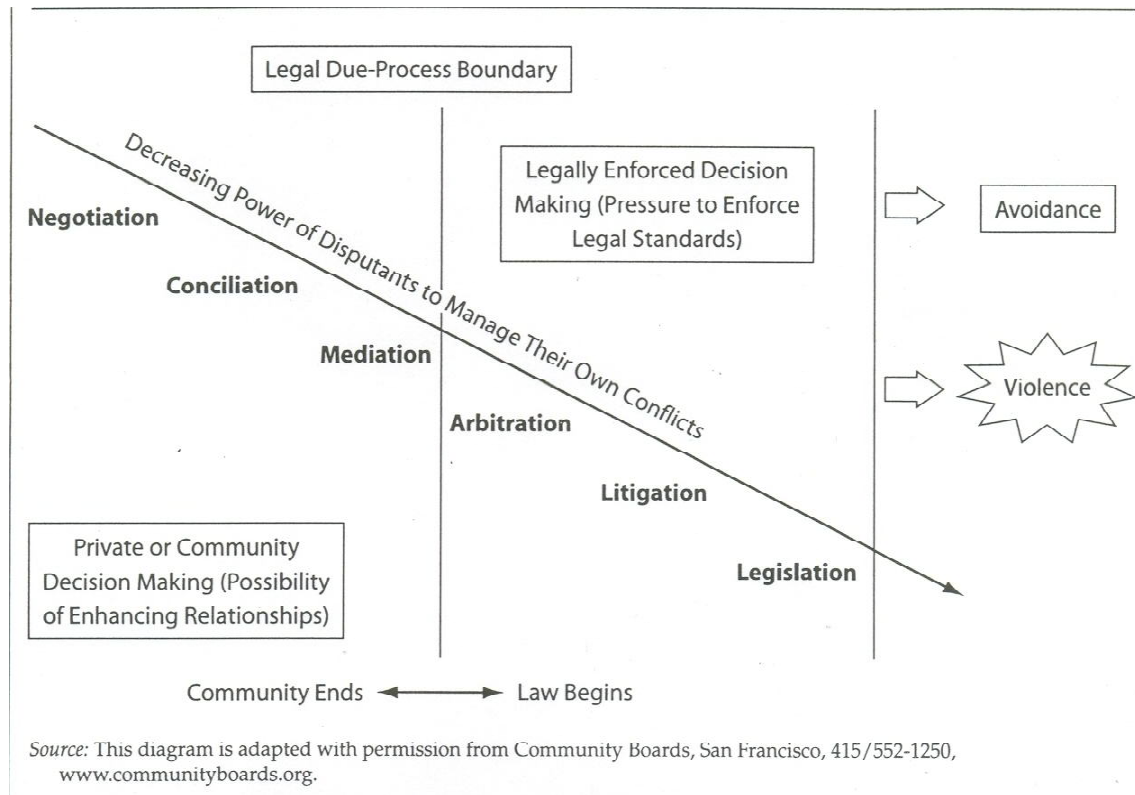 Legal Due-Process Boundary
Decreasing Power of Disputants to Manage Their Own Conflicts
Negotiation
Conciliation
Mediation
Arbitration
Litigation
Legislation
Legally Enforced Decision
Making (Pressure to Enforce
Legal Standards)
Avoidance
Violence
Private or Community
Decision Making (Possibility
of Enhancing Relationships)
Community Ends
Law Begins
Source: This diagram is adapted with permission from Community Boards, San Francisco, 415/552-1250,
www.communityboards.org.